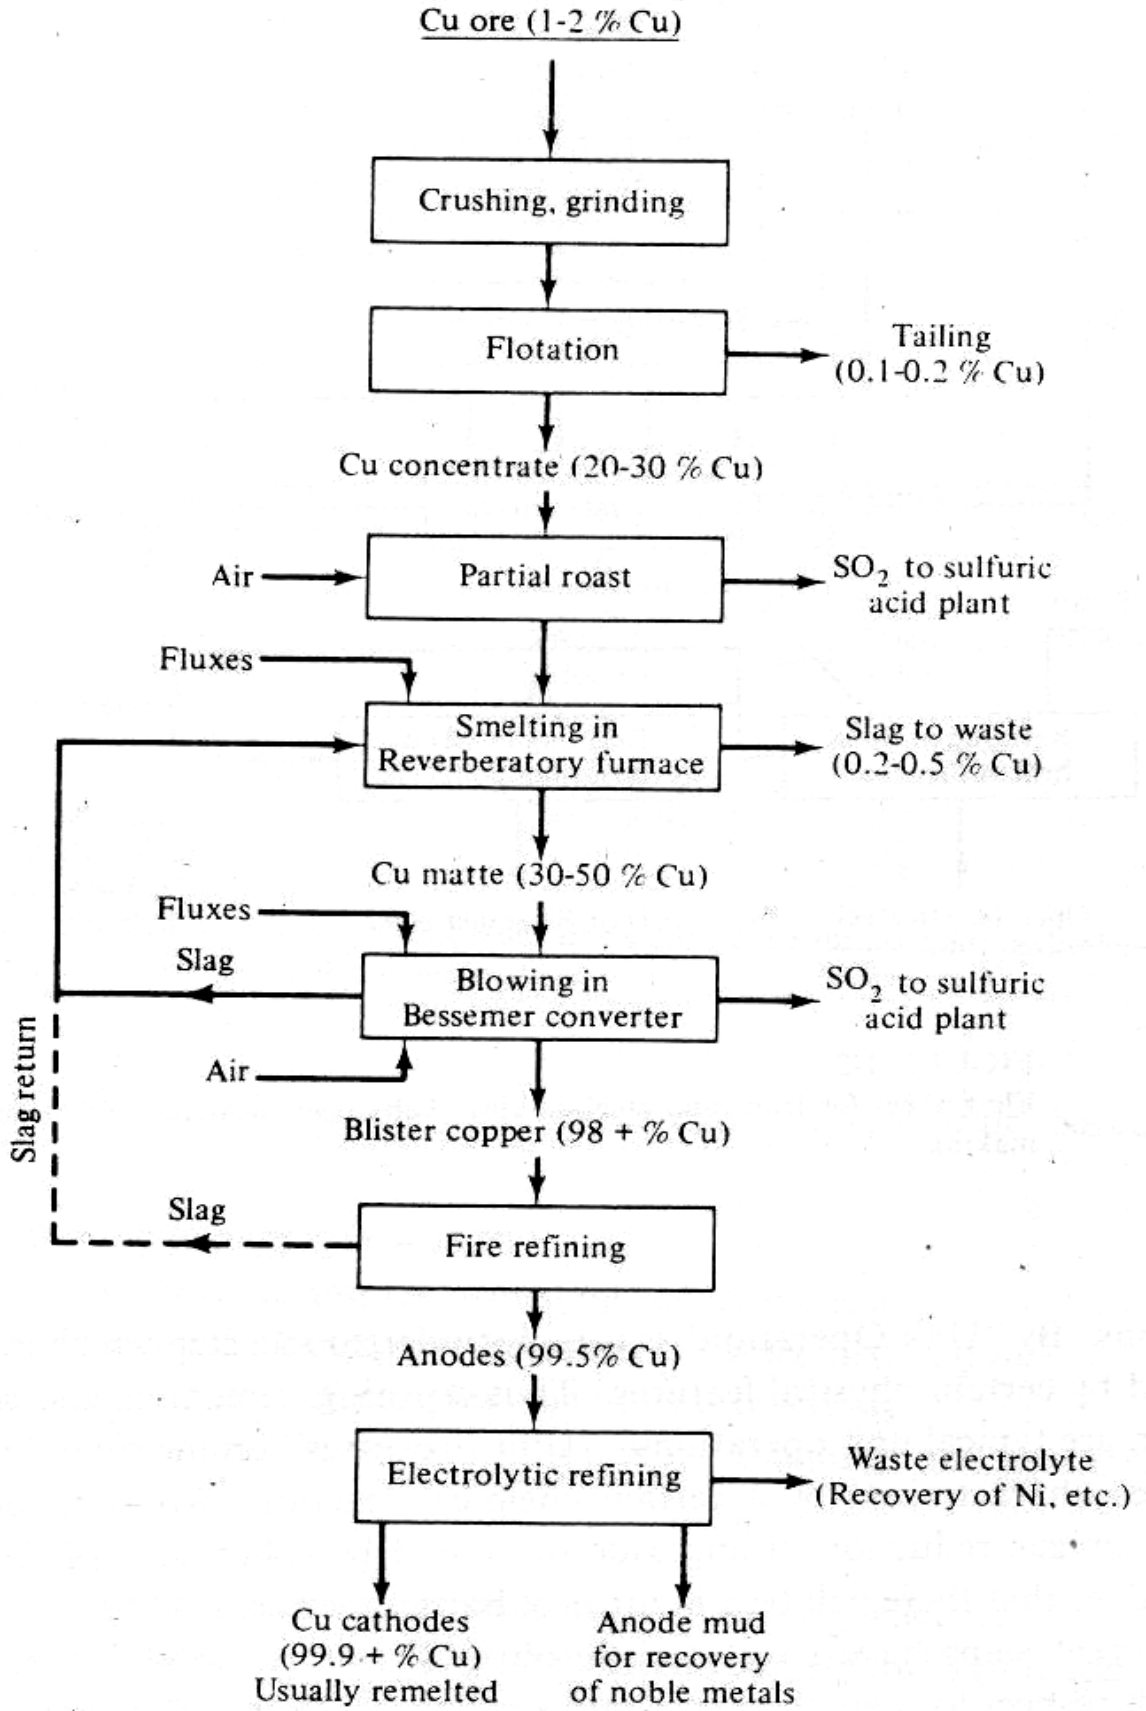 Cu ore (1-2 % Cu)
Crushing, grinding
Flotation
Tailing
(0.1-0.2 % Cu)
Cu concentrate (20-30 % Cu)
Air
Partial roast
SO2 to sulfuric
acid plant
Fluxes
Smelting in
Reverberatory furnace
Slag to waste
(0.2-0.5 % Cu)
Cu matte (30-50 % Cu)
Fluxes
Slag
Blowing in
Bessemer converter
SO2 to sulfuric
acid plant
Air
Slag return
Blister copper (98 + % Cu)
Slag
Fire refining
Anodes (99.5% Cu)
Electrolytic refining
Waste electrolyte
(Recovery of Ni, etc.)
Cu cathodes
(99.9 + % Cu)
Usually remelted
Anode mud
for recovery
of noble metals